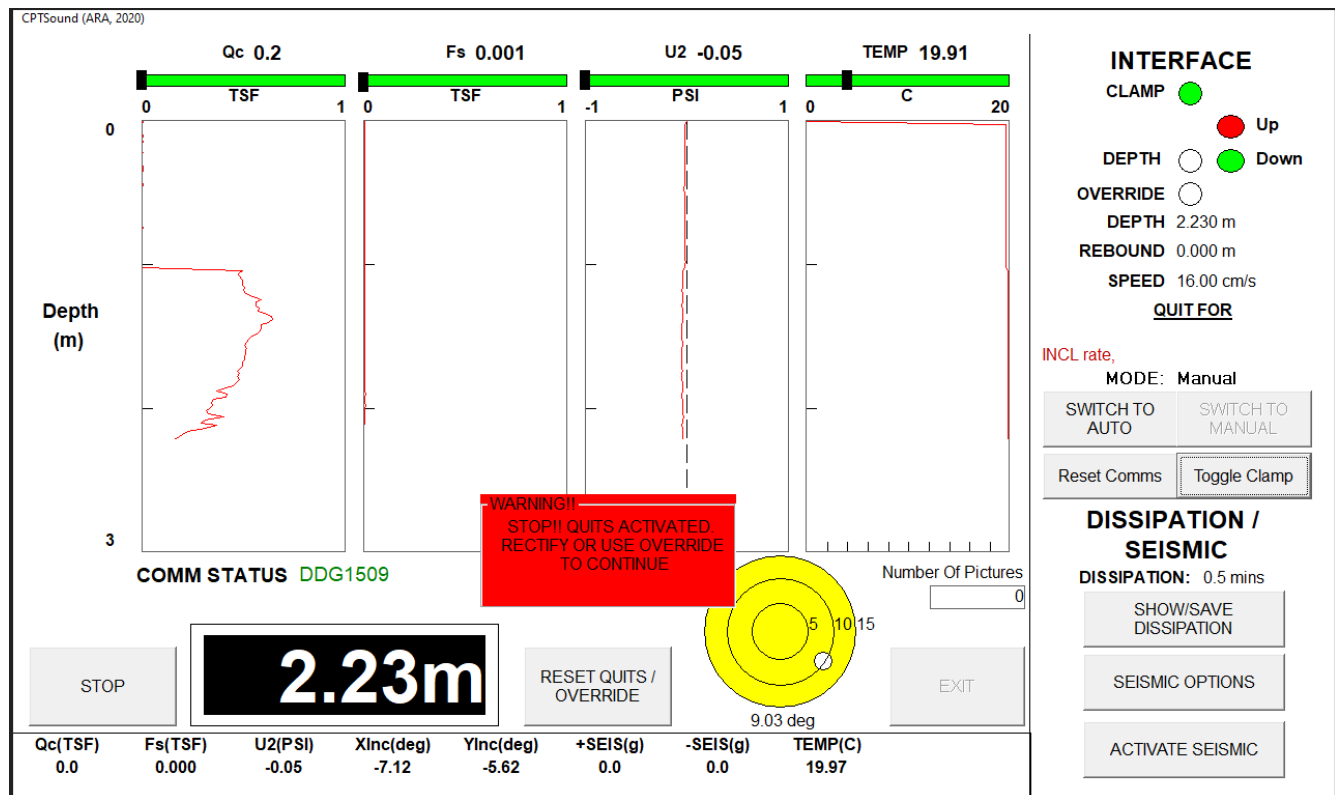 CPTSound (ARA, 2020)
Qc 0.2
Fs 0.001
U2 -0.05
TEMP 19.91
TSF
TSF
PSI
C
0 1
0 1
-1 1
0 20
0
Depth
(m)
3
WARNING!!
STOP!! QUITS ACTIVATED.
RECTIFY OR USE OVERRIDE
TO CONTINUE
COMM STATUS DDG1509
Number Of Pictures
0
5 10 15
9.03 deg
STOP
2.23m
RESET QUITS /
OVERRIDE
EXIT
Qc(TSF) Fs(TSF) U2(PSI) XInc(deg) YInc(deg) +SEIS(g) -SEIS(g) TEMP(C)
0.0 0.000 -0.05 -7.12 -5.62 0.0 0.0 19.97
INTERFACE
CLAMP
Up
DEPTH
Down
OVERRIDE
DEPTH 2.230 m
REBOUND 0.000 m
SPEED 16.00 cm/s
QUIT FOR
INCL rate,
MODE: Manual
SWITCH TO
AUTO
SWITCH TO
MANUAL
Reset Comms
Toggle Clamp
DISSIPATION /
SEISMIC
DISSIPATION: 0.5 mins
SHOW/SAVE
DISSIPATION
SEISMIC OPTIONS
ACTIVATE SEISMIC